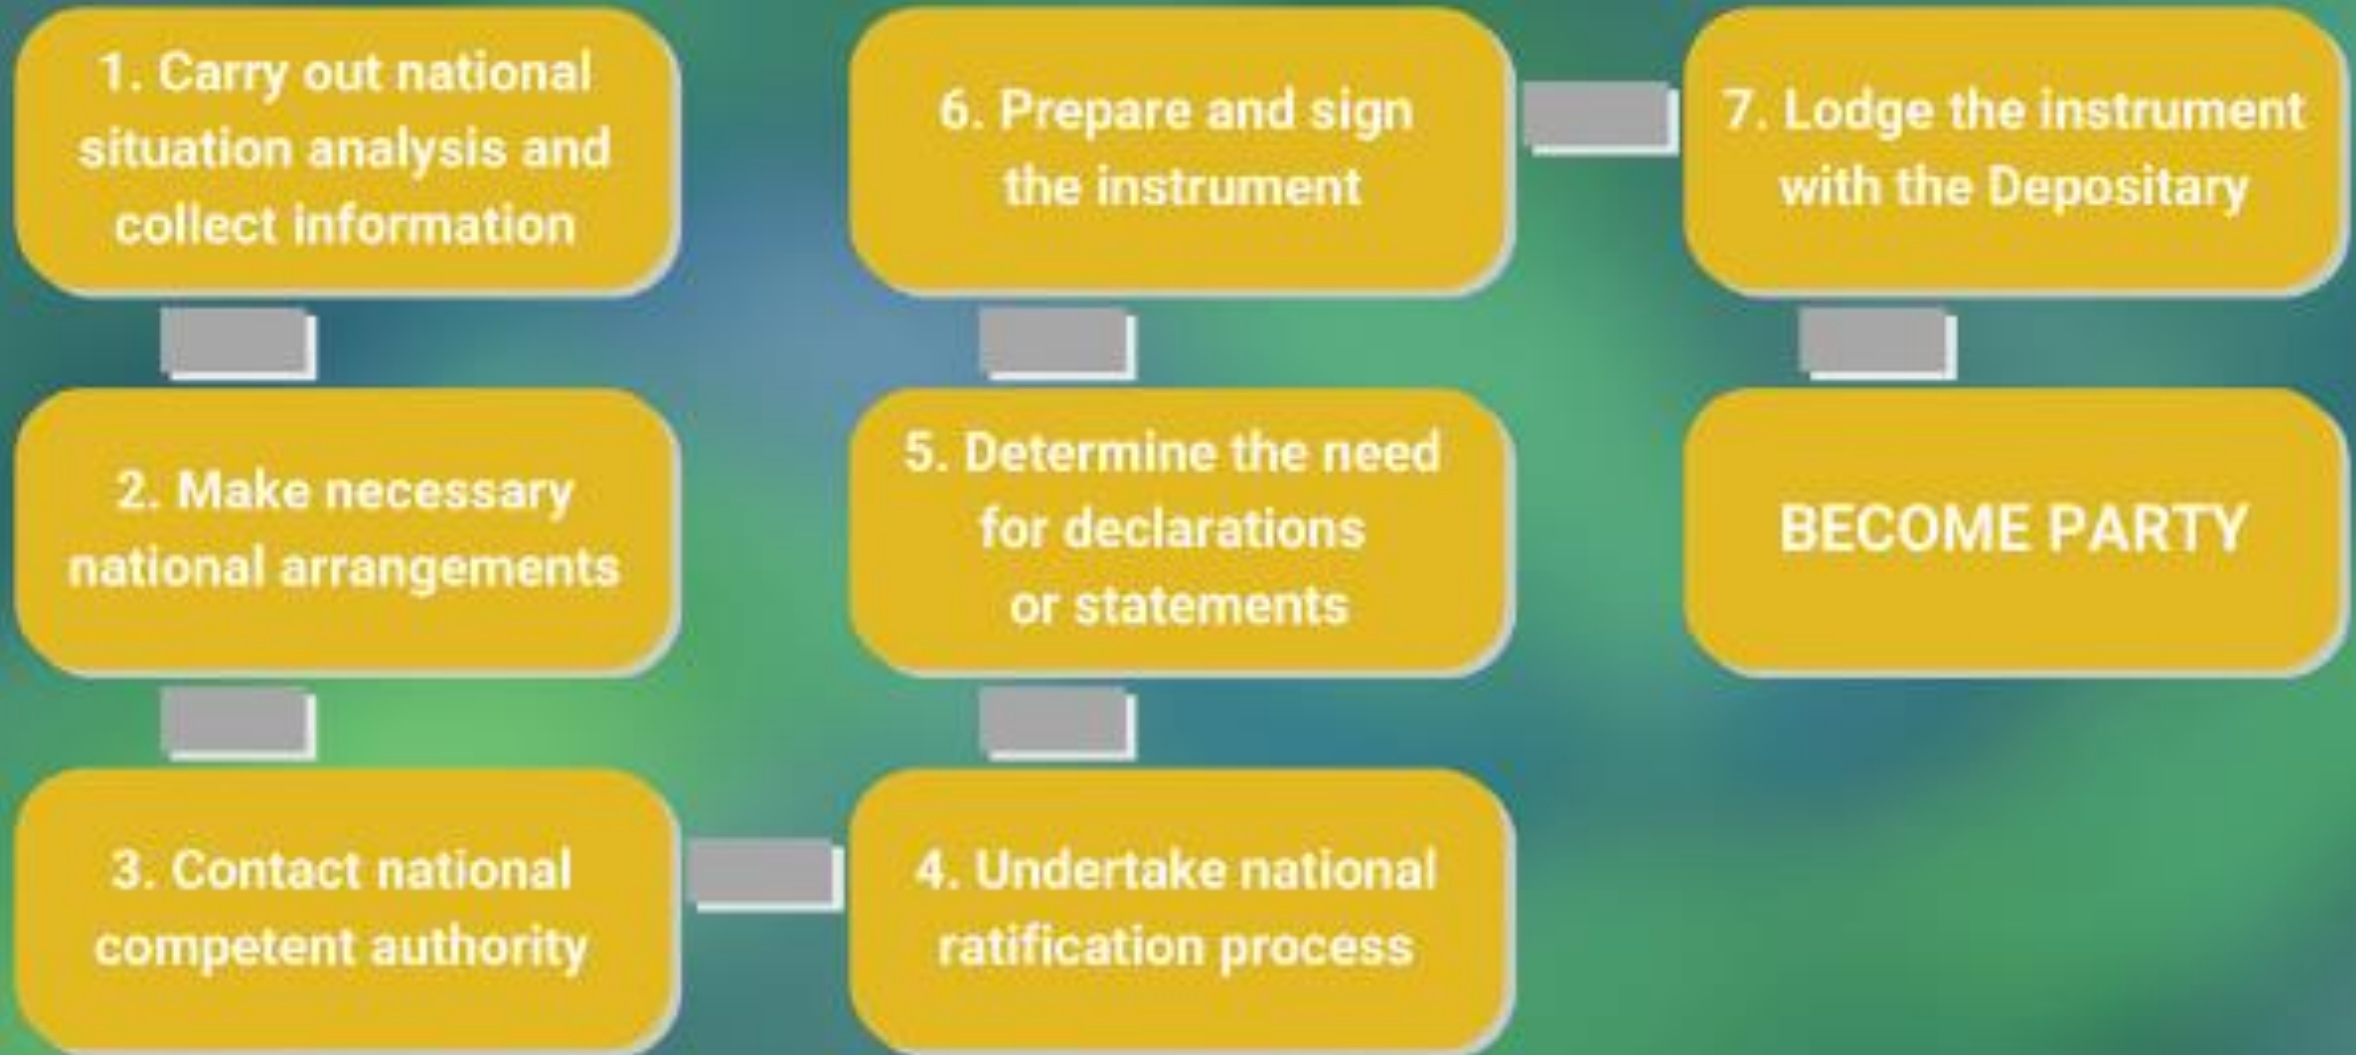 1. Carry out national
situation analysis and
collect information
2. Make necessary
national arrangements
3. Contact national
competent authority
4. Undertake national
ratification process
5. Determine the need
for declarations
or statements
6. Prepare and sign
the instrument
7. Lodge the instrument
with the Depositary
BECOME PARTY